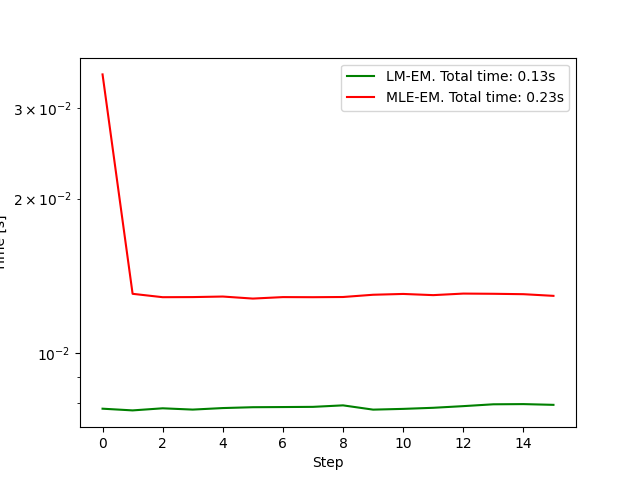 LM-EM. Total time: 0.13s
MLE-EM. Total time: 0.23s
3 × 10⁻²
2 × 10⁻²
10⁻²
[s]
0 2 4 6 8 10 12 14
Step